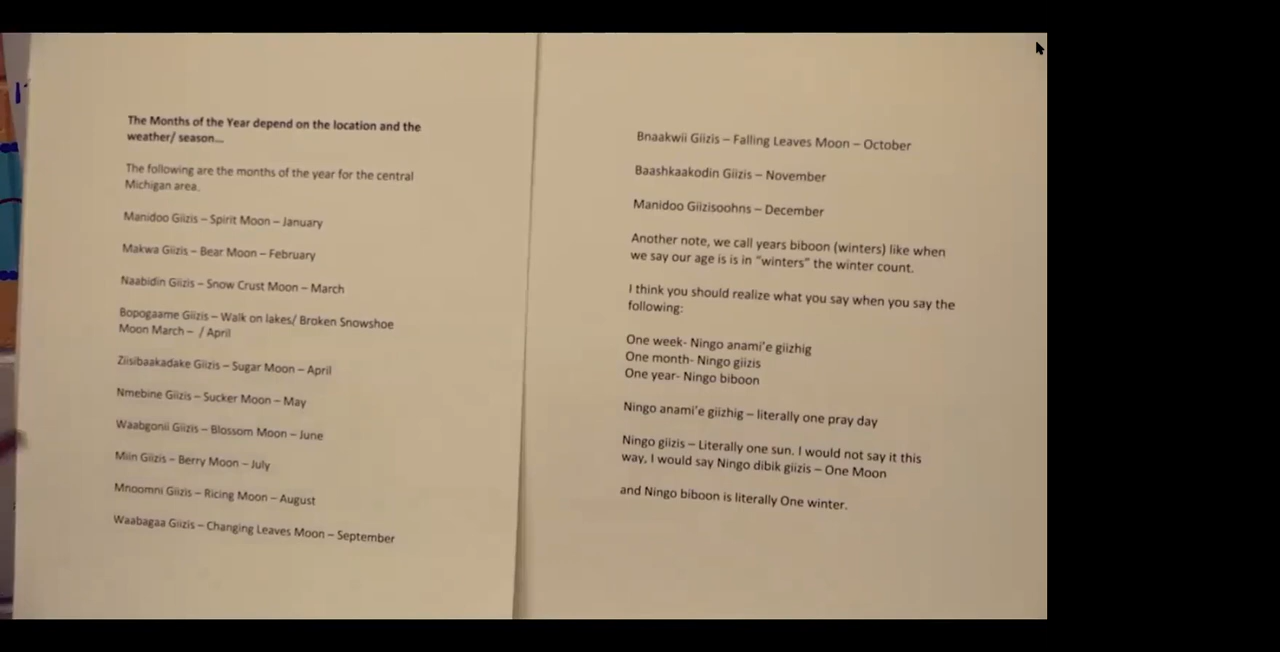 The Months of the Year depend on the location and the
weather/ season...
The following are the months of the year for the central
Michigan area.
Manidoo Giizis – Spirit Moon – January
Makwa Giizis – Bear Moon – February
Naabidin Giizis – Snow Crust Moon – March
Bopogaame Giizis – Walk on lakes/ Broken Snowshoe
Moon March – / April
Ziisibaakadake Giizis – Sugar Moon – April
Nmebine Giizis – Sucker Moon – May
Waabgonii Giizis – Blossom Moon – June
Miin Giizis – Berry Moon – July
Mnoomni Giizis – Ricing Moon – August
Waabagaa Giizis – Changing Leaves Moon – September
Bnaakwii Giizis – Falling Leaves Moon – October
Baashkaakodin Giizis – November
Manidoo Giizisoohns – December
Another note, we call years biboon (winters) like when
we say our age is is in “winters” the winter count.
I think you should realize what you say when you say the
following:
One week- Ningo anami’e giizhig
One month- Ningo giizis
One year- Ningo biboon
Ningo anami’e giizhig – literally one pray day
Ningo giizis – Literally one sun. I would not say it this
way, I would say Ningo dibik giizis – One Moon
and Ningo biboon is literally One winter.